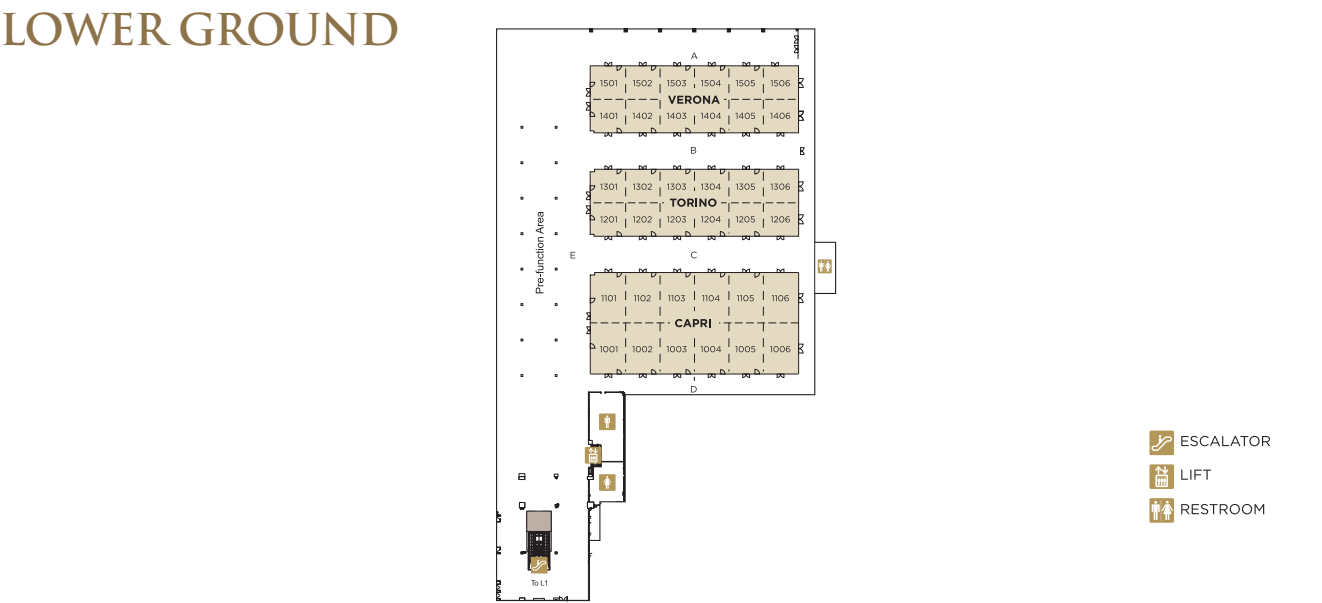 LOWER GROUND
A
1501 1502 1503 1504 1505 1506
VERONA
1401 1402 1403 1404 1405 1406
B
1301 1302 1303 1304 1305 1306
TORINO
1201 1202 1203 1204 1205 1206
Pre-function Area
E
C
1101 1102 1103 1104 1105 1106
CAPRI
1001 1002 1003 1004 1005 1006
D
To L1
ESCALATOR
LIFT
RESTROOM